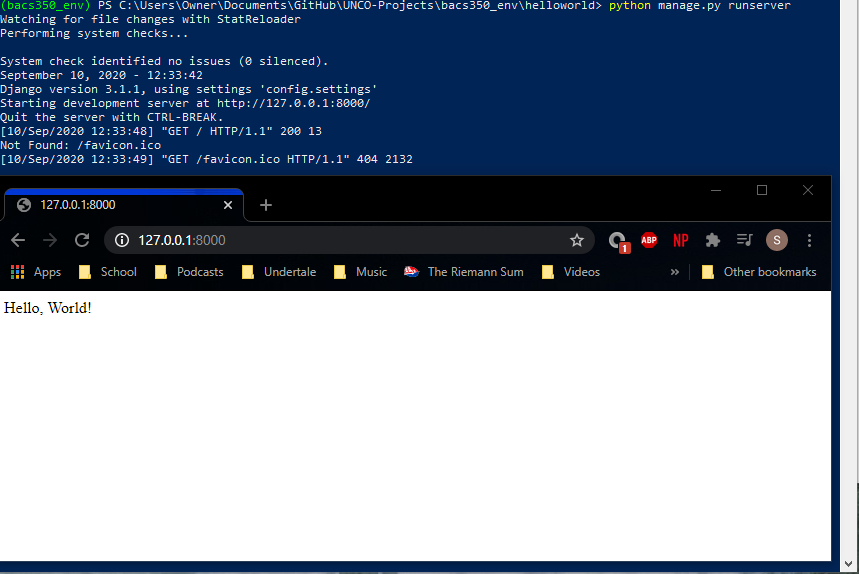 (bacs350_env) PS C:\Users\Owner\Documents\GitHub\UNCO-Projects\bacs350_env\helloworld> python manage.py runserver
Watching for file changes with StatReloader
Performing system checks...
System check identified no issues (0 silenced).
September 10, 2020 - 12:33:42
Django version 3.1.1, using settings 'config.settings'
Starting development server at http://127.0.0.1:8000/
Quit the server with CTRL-BREAK.
[10/Sep/2020 12:33:48] "GET / HTTP/1.1" 200 13
Not Found: /favicon.ico
[10/Sep/2020 12:33:49] "GET /favicon.ico HTTP/1.1" 404 2132
127.0.0.1:8000
127.0.0.1:8000 1 ABP NP S
Apps School Podcasts Undertale Music The Riemann Sum Videos » Other bookmarks
Hello, World!